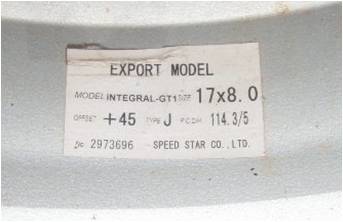 EXPORT MODEL
MODEL INTEGRAL-GT1 SIZE 17x8.0
OFFSET +45 TYPE J P.C.D/H 114.3/5
2973696 SPEED STAR CO., LTD.